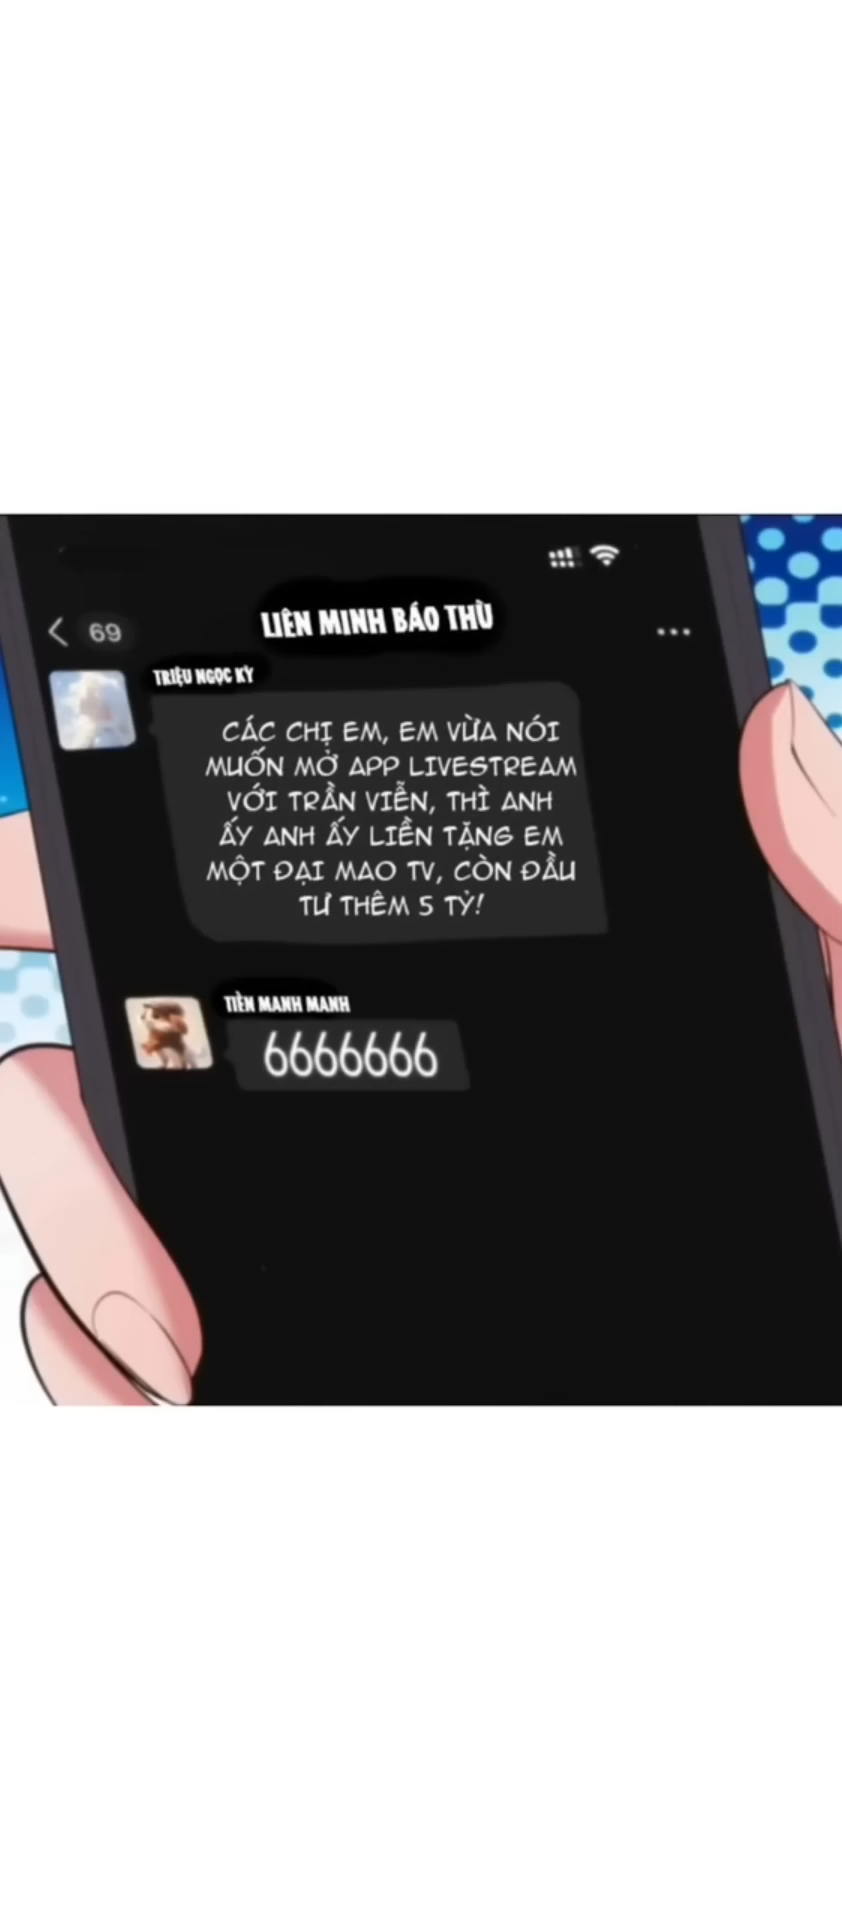 69
LIÊN MINH BÁO THÙ
TRIỆU NGỌC KỲ
CÁC CHỊ EM, EM VỪA NÓI
MUỐN MỞ APP LIVESTREAM
VỚI TRẦN VIỄN, THÌ ANH
ẤY ANH ẤY LIỀN TẶNG EM
MỘT ĐẠI MAO TV, CÒN ĐẦU
TƯ THÊM 5 TỶ!
TIỀN MANH MANH
6666666